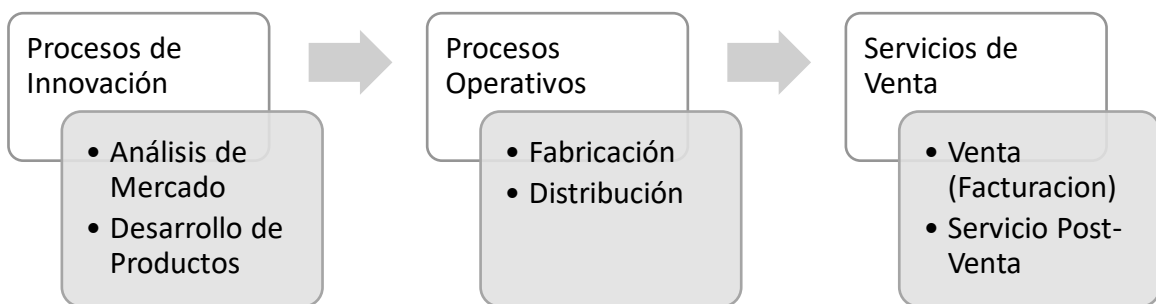 Procesos de
Innovación
• Análisis de
Mercado
• Desarrollo de
Productos
Procesos
Operativos
• Fabricación
• Distribución
Servicios de
Venta
• Venta
(Facturacion)
• Servicio Post-
Venta